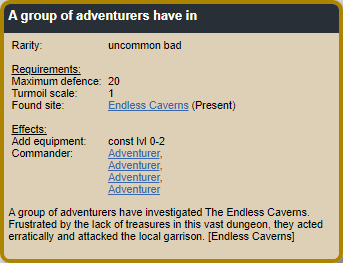 A group of adventurers have in
Rarity: uncommon bad
Requirements:
Maximum defence: 20
Turmoil scale: 1
Found site: Endless Caverns (Present)
Effects:
Add equipment: const lvl 0-2
Commander: Adventurer,
Adventurer,
Adventurer,
Adventurer
A group of adventurers have investigated The Endless Caverns.
Frustrated by the lack of treasures in this vast dungeon, they acted
erratically and attacked the local garrison. [Endless Caverns]